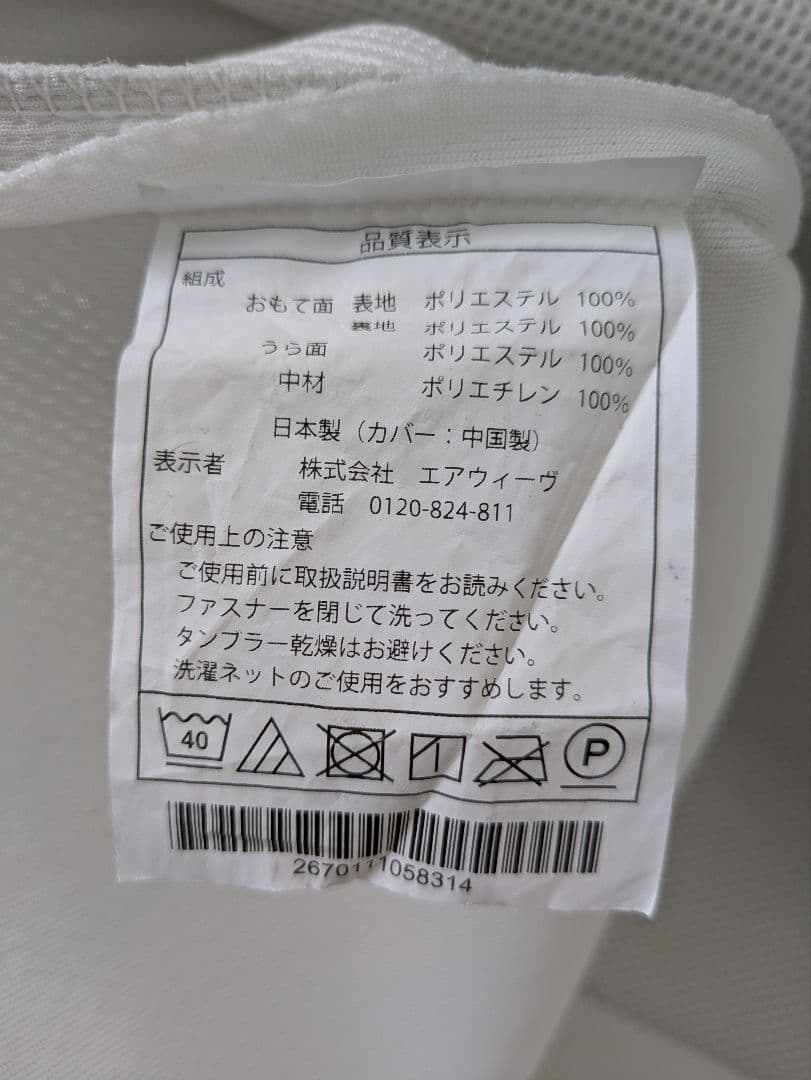 品質表示
組成
おもて面 表地 ポリエステル 100%
裏地 ポリエステル 100%
うら面 ポリエステル 100%
中材 ポリエチレン 100%
日本製（カバー：中国製）
表示者 株式会社 エアウィーヴ
電話 0120-824-811
ご使用上の注意
ご使用前に取扱説明書をお読みください。
ファスナーを閉じて洗ってください。
タンブラー乾燥はお避けください。
洗濯ネットのご使用をおすすめします。
40 P
2670111058314